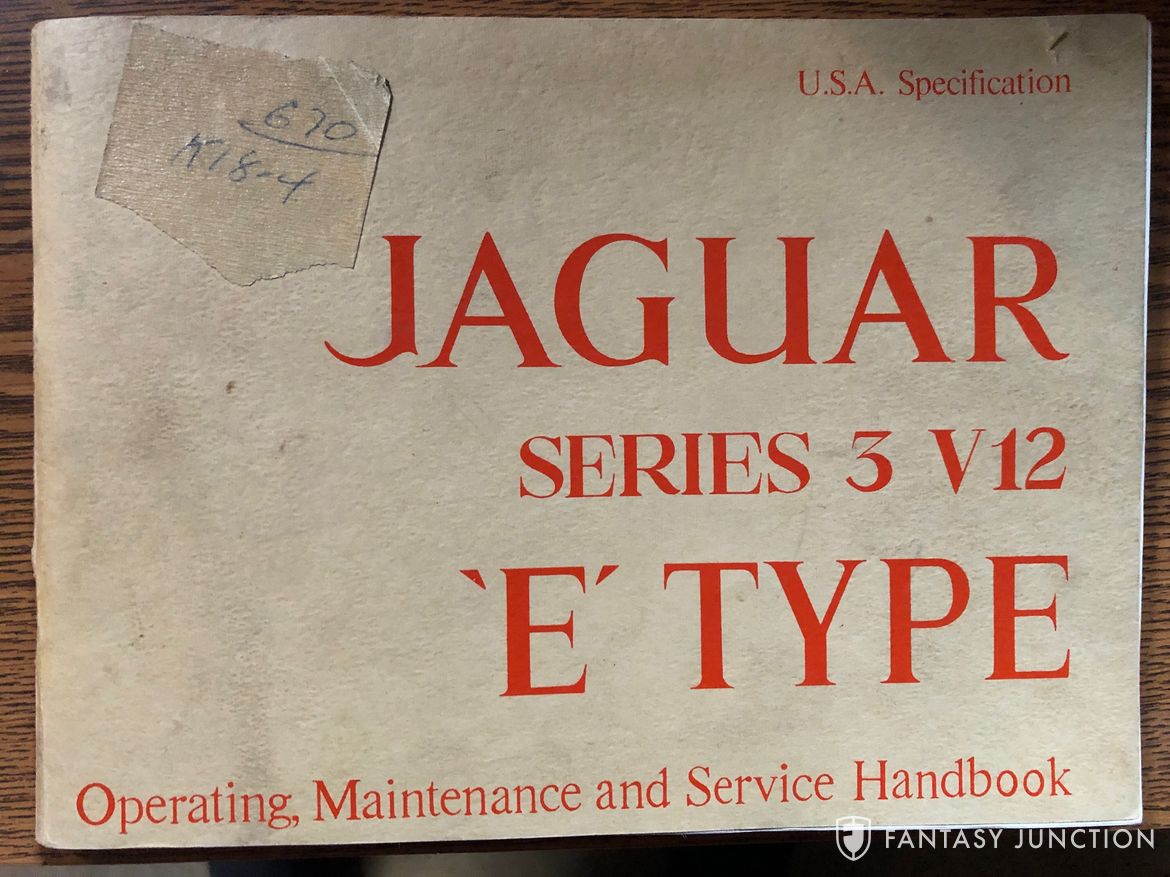 U.S.A. Specification
670
K18-4
JAGUAR
SERIES 3 V12
`E´ TYPE
Operating, Maintenance and Service Handbook
FANTASY JUNCTION